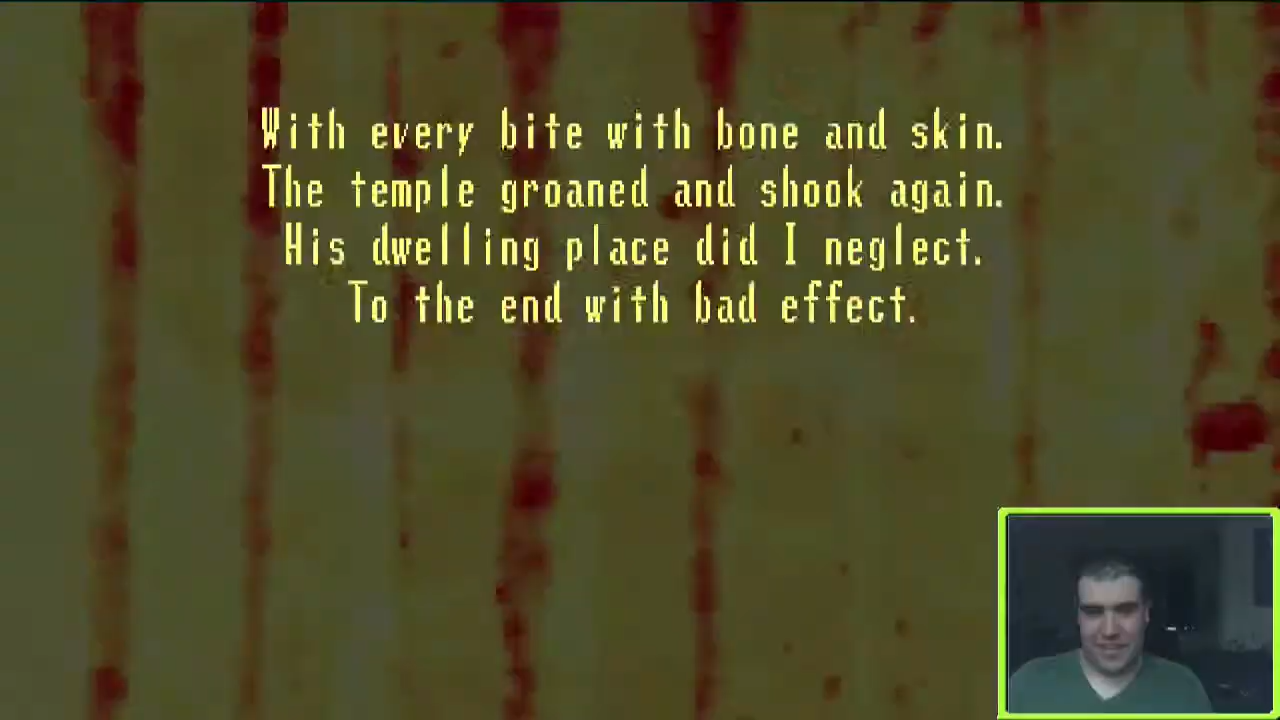 With every bite with bone and skin.
The temple groaned and shook again.
His dwelling place did I neglect.
To the end with bad effect.